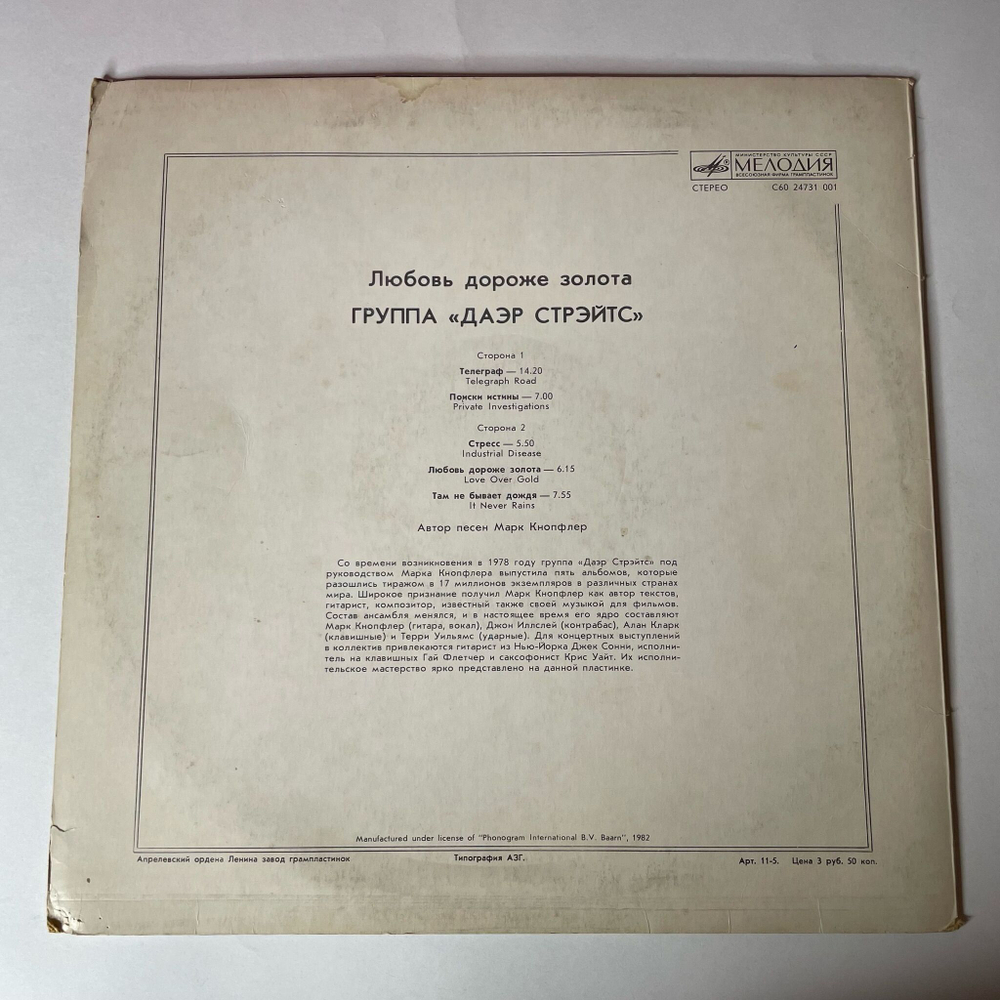 МИНИСТЕРСТВО КУЛЬТУРЫ СССР
МЕЛОДИЯ
ВСЕСОЮЗНАЯ ФИРМА ГРАМПЛАСТИНОК
СТЕРЕО С60 24731 001
Любовь дороже золота
ГРУППА «ДАЭР СТРЭЙТС»
Сторона 1
Телеграф — 14.20
Telegraph Road
Поиски истины — 7.00
Private Investigations
Сторона 2
Стресс — 5.50
Industrial Disease
Любовь дороже золота — 6.15
Love Over Gold
Там не бывает дождя — 7.55
It Never Rains
Автор песен Марк Кнопфлер
Со времени возникновения в 1978 году группа «Даэр Стрэйтс» под
руководством Марка Кнопфлера выпустила пять альбомов, которые
разошлись тиражом в 17 миллионов экземпляров в различных странах
мира. Широкое признание получил Марк Кнопфлер как автор текстов,
гитарист, композитор, известный также своей музыкой для фильмов.
Состав ансамбля менялся, и в настоящее время его ядро составляют
Марк Кнопфлер (гитара, вокал), Джон Иллслей (контрабас), Алан Кларк
(клавишные) и Терри Уильямс (ударные). Для концертных выступлений
в коллектив привлекаются гитарист из Нью-Йорка Джек Сонни, исполни-
тель на клавишных Гай Флетчер и саксофонист Крис Уайт. Их исполни-
тельское мастерство ярко представлено на данной пластинке.
Manufactured under license of "Phonogram International B.V. Baarn", 1982
Апрелевский ордена Ленина завод грампластинок Типография АЗГ. Арт. 11-5. Цена 3 руб. 50 коп.